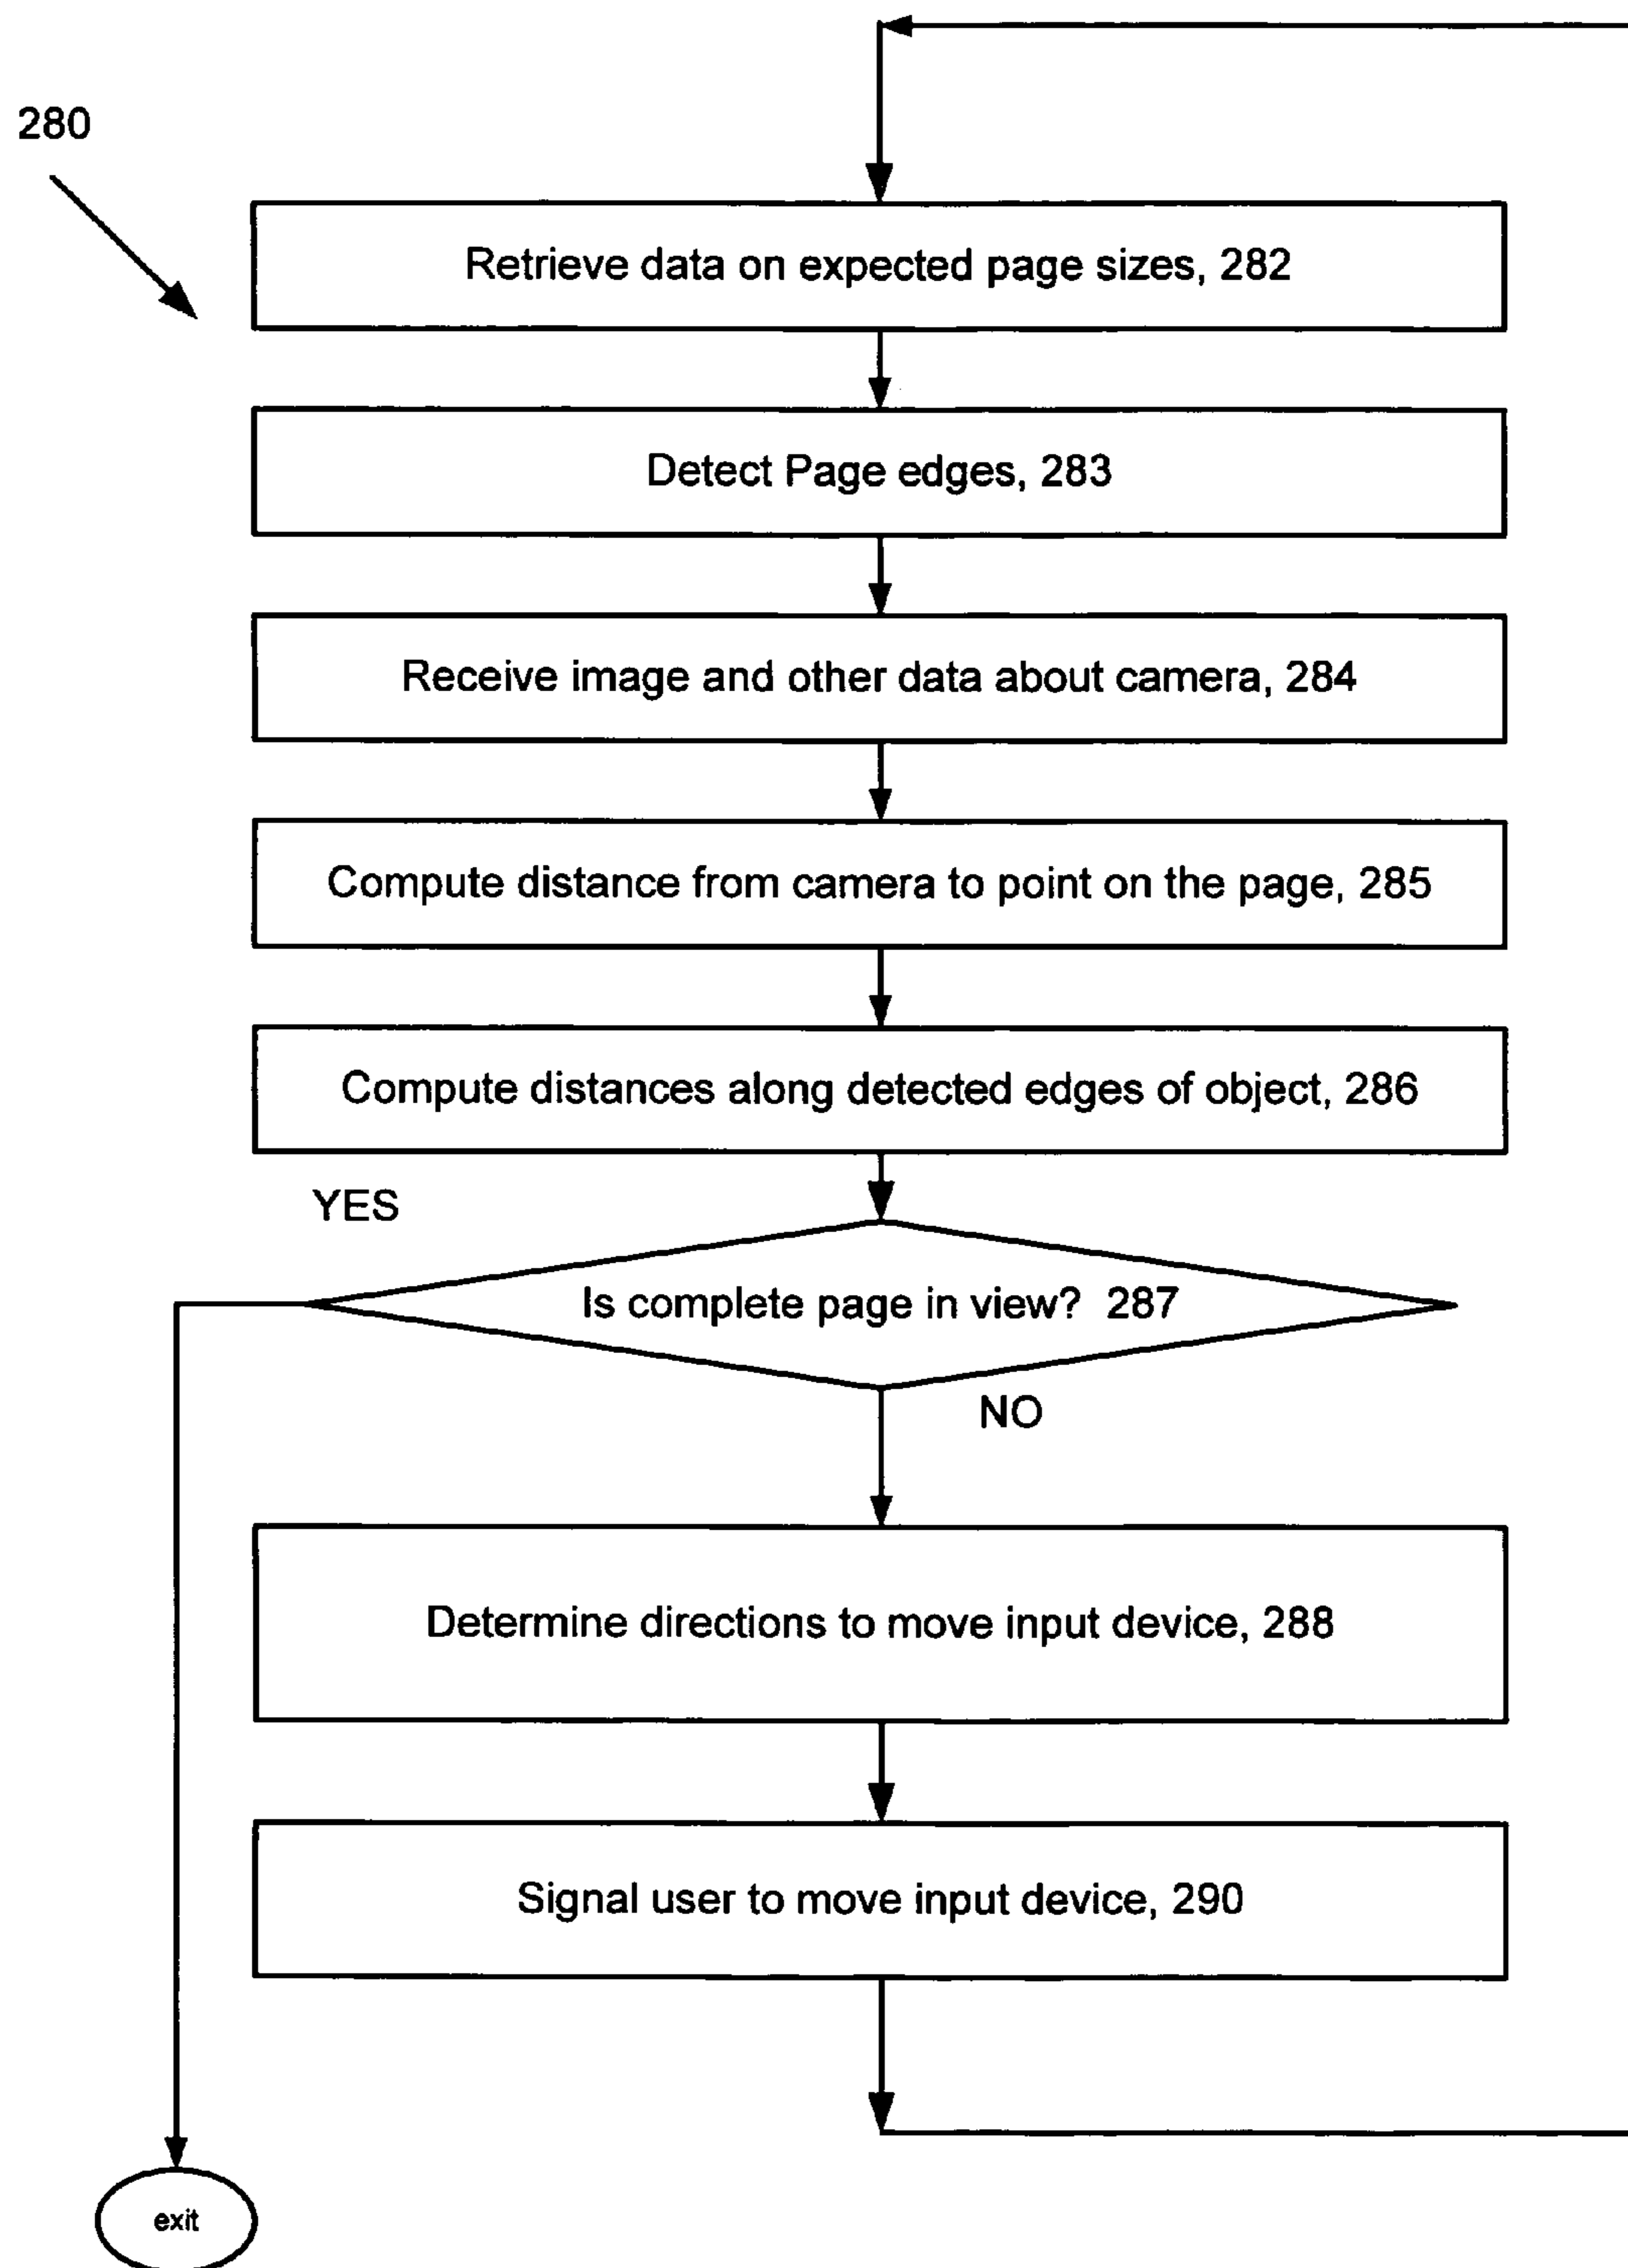 280
Retrieve data on expected page sizes, 282
Detect Page edges, 283
Receive image and other data about camera, 284
Compute distance from camera to point on the page, 285
Compute distances along detected edges of object, 286
YES
Is complete page in view? 287
NO
Determine directions to move input device, 288
Signal user to move input device, 290
exit